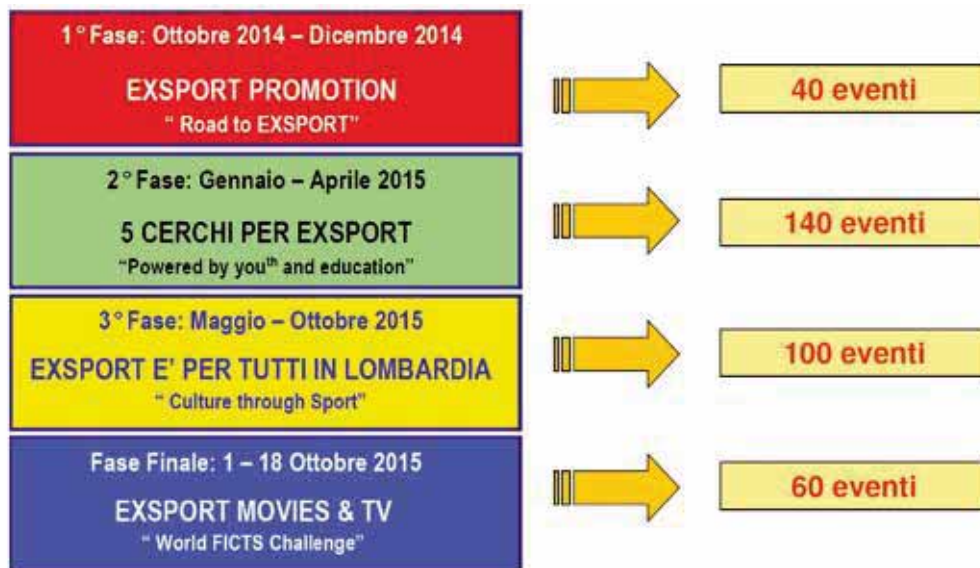 1° Fase: Ottobre 2014 – Dicembre 2014
EXSPORT PROMOTION
“ Road to EXSPORT”
40 eventi
2° Fase: Gennaio – Aprile 2015
5 CERCHI PER EXSPORT
“Powered by youth and education”
140 eventi
3° Fase: Maggio – Ottobre 2015
EXSPORT E’ PER TUTTI IN LOMBARDIA
“ Culture through Sport”
100 eventi
Fase Finale: 1 – 18 Ottobre 2015
EXSPORT MOVIES & TV
“ World FICTS Challenge”
60 eventi